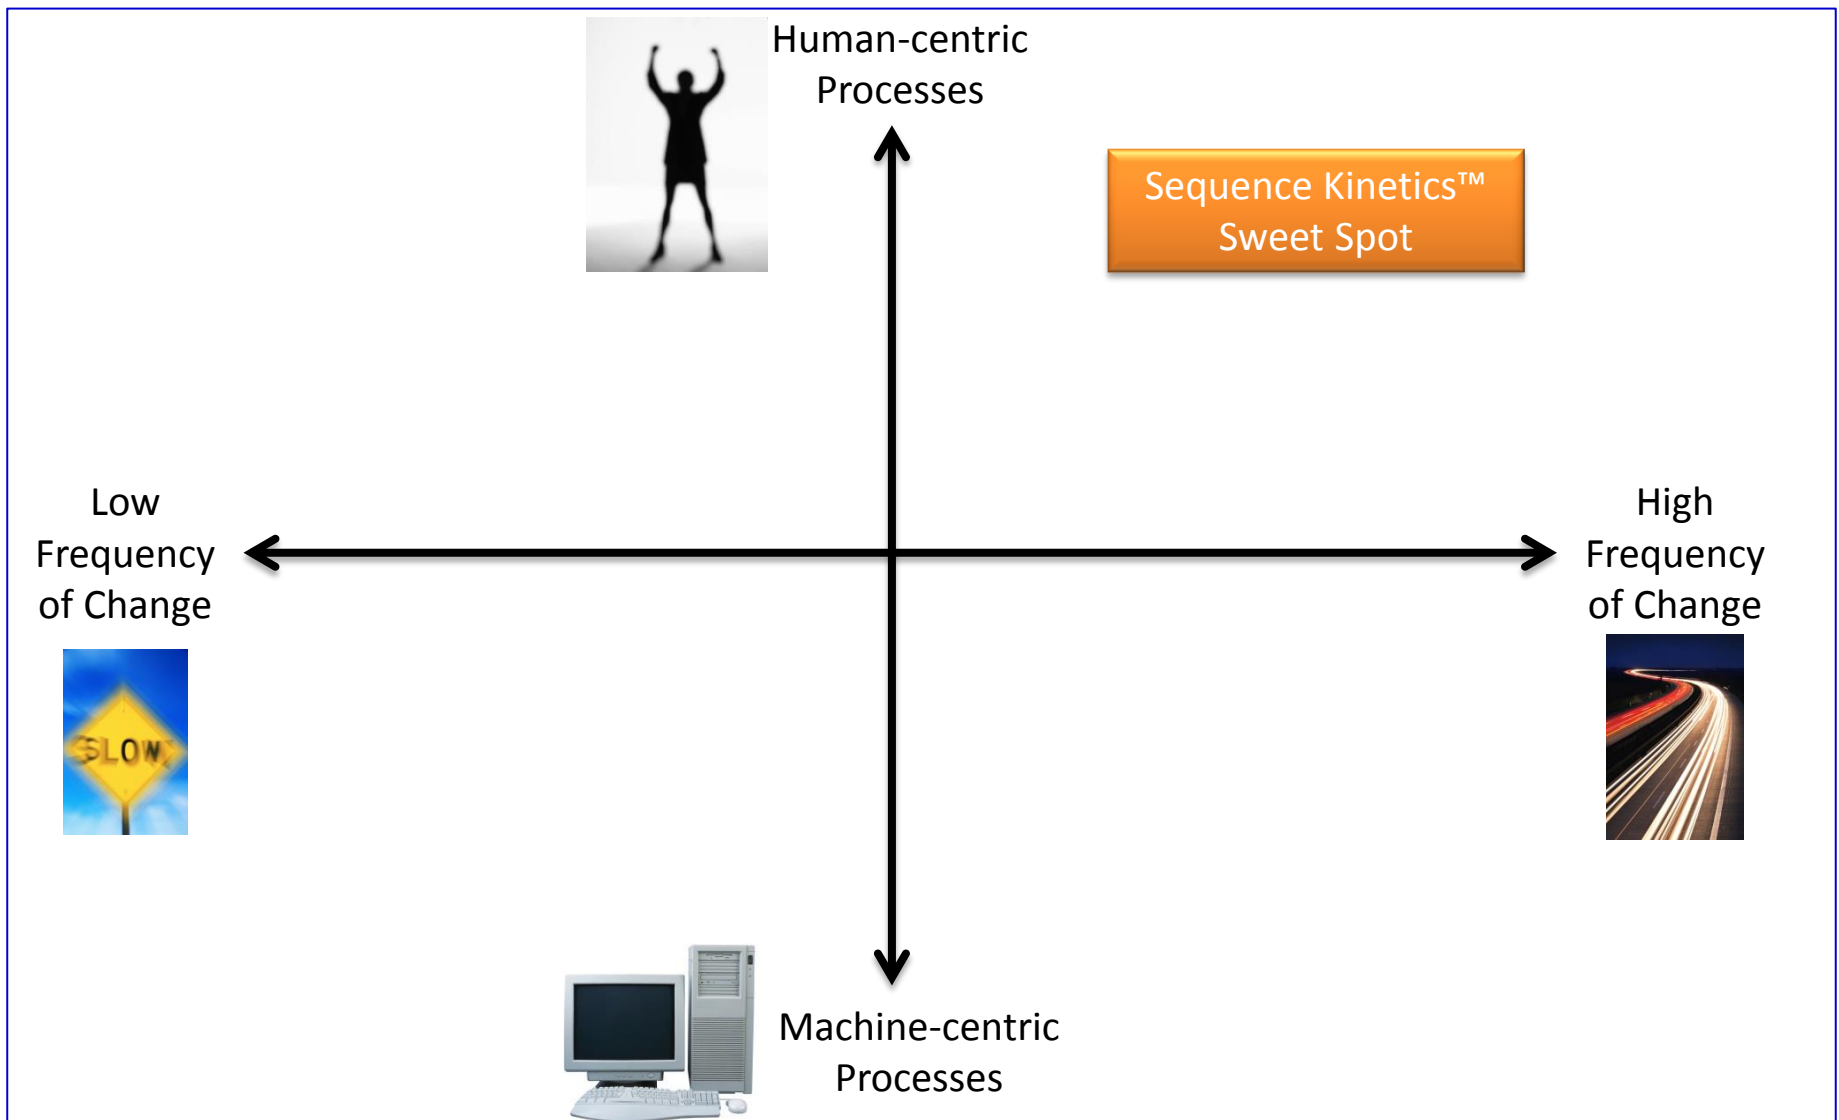 Human-centric
Processes
Sequence Kinetics™
Sweet Spot
Low
Frequency
of Change
High
Frequency
of Change
SLOW
Machine-centric
Processes